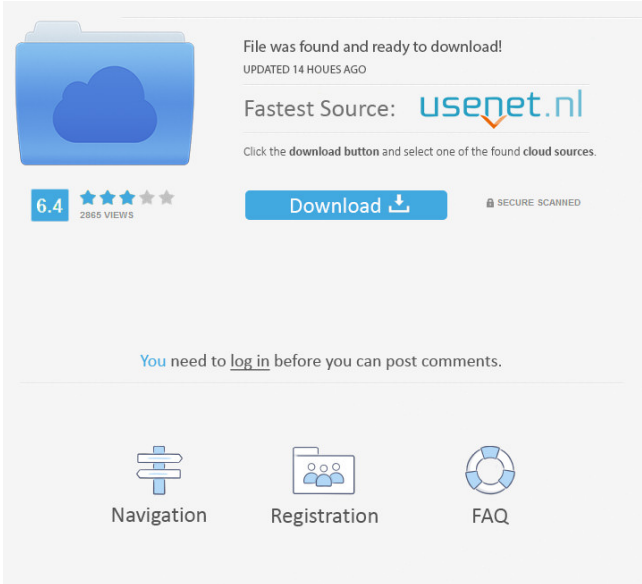 File was found and ready to download!
UPDATED 14 HOUES AGO
Fastest Source: usenet.nl
Click the download button and select one of the found cloud sources.
6.4
2865 VIEWS
Download
SECURE SCANNED
You need to log in before you can post comments.
Navigation
Registration
FAQ